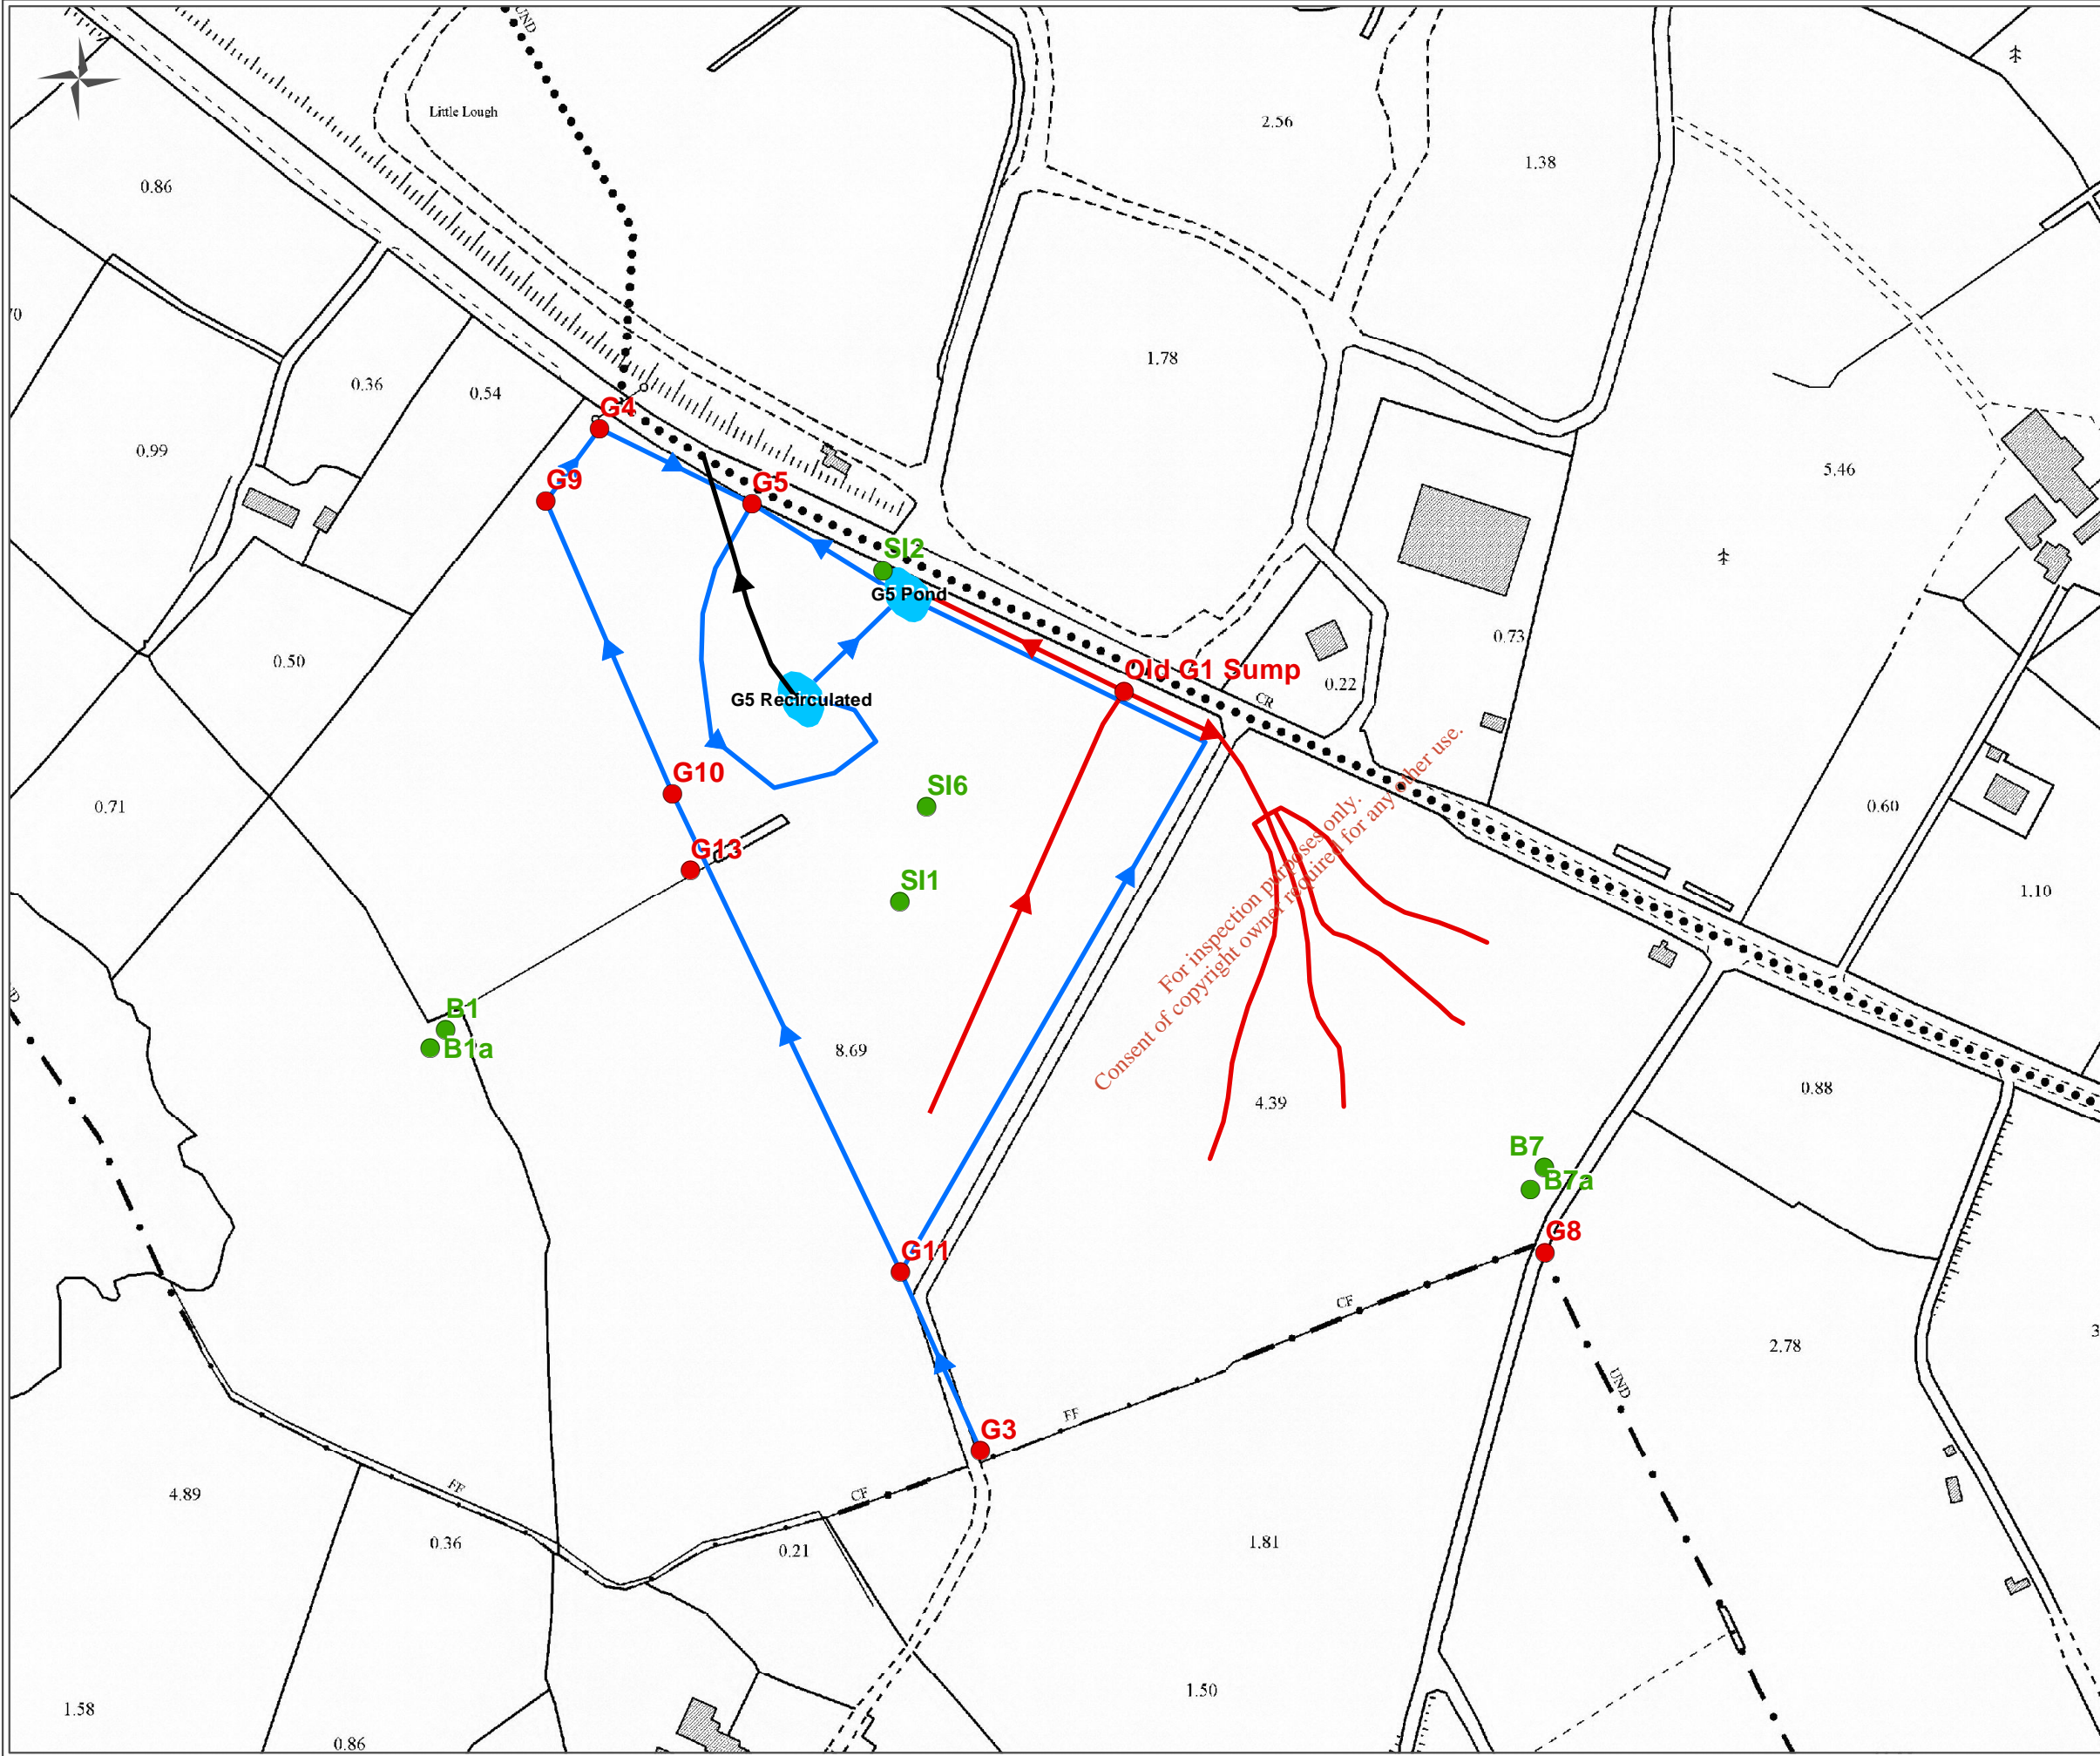 UND
Little Lough
2.56
1.38
0.86
1.78
0.36
0.54
G4
0.99
5.46
G9
G5
SI2
G5 Pond
0.73
0.50
Old G1 Sump
0.22
CR
G5 Recirculated
G10
SI6
0.71
0.60
G13
SI1
1.10
For inspection purposes only.
Consent of copyright owner required for any other use.
B1
B1a
8.69
4.39
0.88
B7
B7a
G8
G11
CF
2.78
UND
FF
G3
4.89
FF
CF
0.36
0.21
1.81
1.50
1.58
0.86